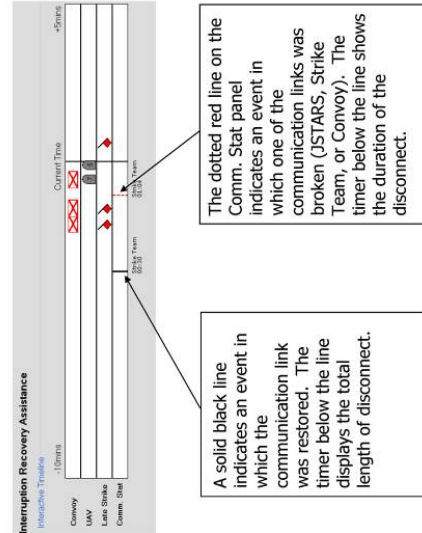 Interruption Recovery Assistance
Interactive Timeline
-10mins
Current Time
+5mins
Convoy
UAV
Late Strike
Comm. Stat
Strike Team
00:30
Strike Team
01:04
A solid black line
indicates an event in
which the
communication link
was restored. The
timer below the line
displays the total
length of disconnect.
The dotted red line on the
Comm. Stat panel
indicates an event in
which one of the
communication links was
broken (JSTARS, Strike
Team, or Convoy). The
timer below the line shows
the duration of the
disconnect.